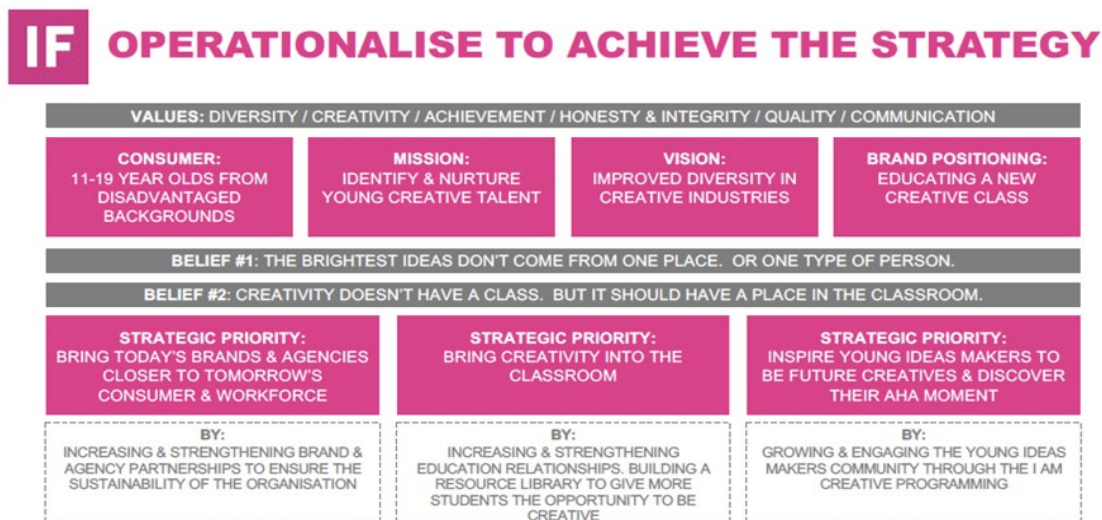 IF OPERATIONALISE TO ACHIEVE THE STRATEGY
VALUES: DIVERSITY / CREATIVITY / ACHIEVEMENT / HONESTY & INTEGRITY / QUALITY / COMMUNICATION
CONSUMER:
11-19 YEAR OLDS FROM
DISADVANTAGED
BACKGROUNDS
MISSION:
IDENTIFY & NURTURE
YOUNG CREATIVE TALENT
VISION:
IMPROVED DIVERSITY IN
CREATIVE INDUSTRIES
BRAND POSITIONING:
EDUCATING A NEW
CREATIVE CLASS
BELIEF #1: THE BRIGHTEST IDEAS DON'T COME FROM ONE PLACE. OR ONE TYPE OF PERSON.
BELIEF #2: CREATIVITY DOESN'T HAVE A CLASS. BUT IT SHOULD HAVE A PLACE IN THE CLASSROOM.
STRATEGIC PRIORITY:
BRING TODAY'S BRANDS & AGENCIES
CLOSER TO TOMORROW'S
CONSUMER & WORKFORCE
STRATEGIC PRIORITY:
BRING CREATIVITY INTO THE
CLASSROOM
STRATEGIC PRIORITY:
INSPIRE YOUNG IDEAS MAKERS TO
BE FUTURE CREATIVES & DISCOVER
THEIR AHA MOMENT
BY:
INCREASING & STRENGTHENING BRAND &
AGENCY PARTNERSHIPS TO ENSURE THE
SUSTAINABILITY OF THE ORGANISATION
BY:
INCREASING & STRENGTHENING
EDUCATION RELATIONSHIPS. BUILDING A
RESOURCE LIBRARY TO GIVE MORE
STUDENTS THE OPPORTUNITY TO BE
CREATIVE
BY:
GROWING & ENGAGING THE YOUNG IDEAS
MAKERS COMMUNITY THROUGH THE I AM
CREATIVE PROGRAMMING